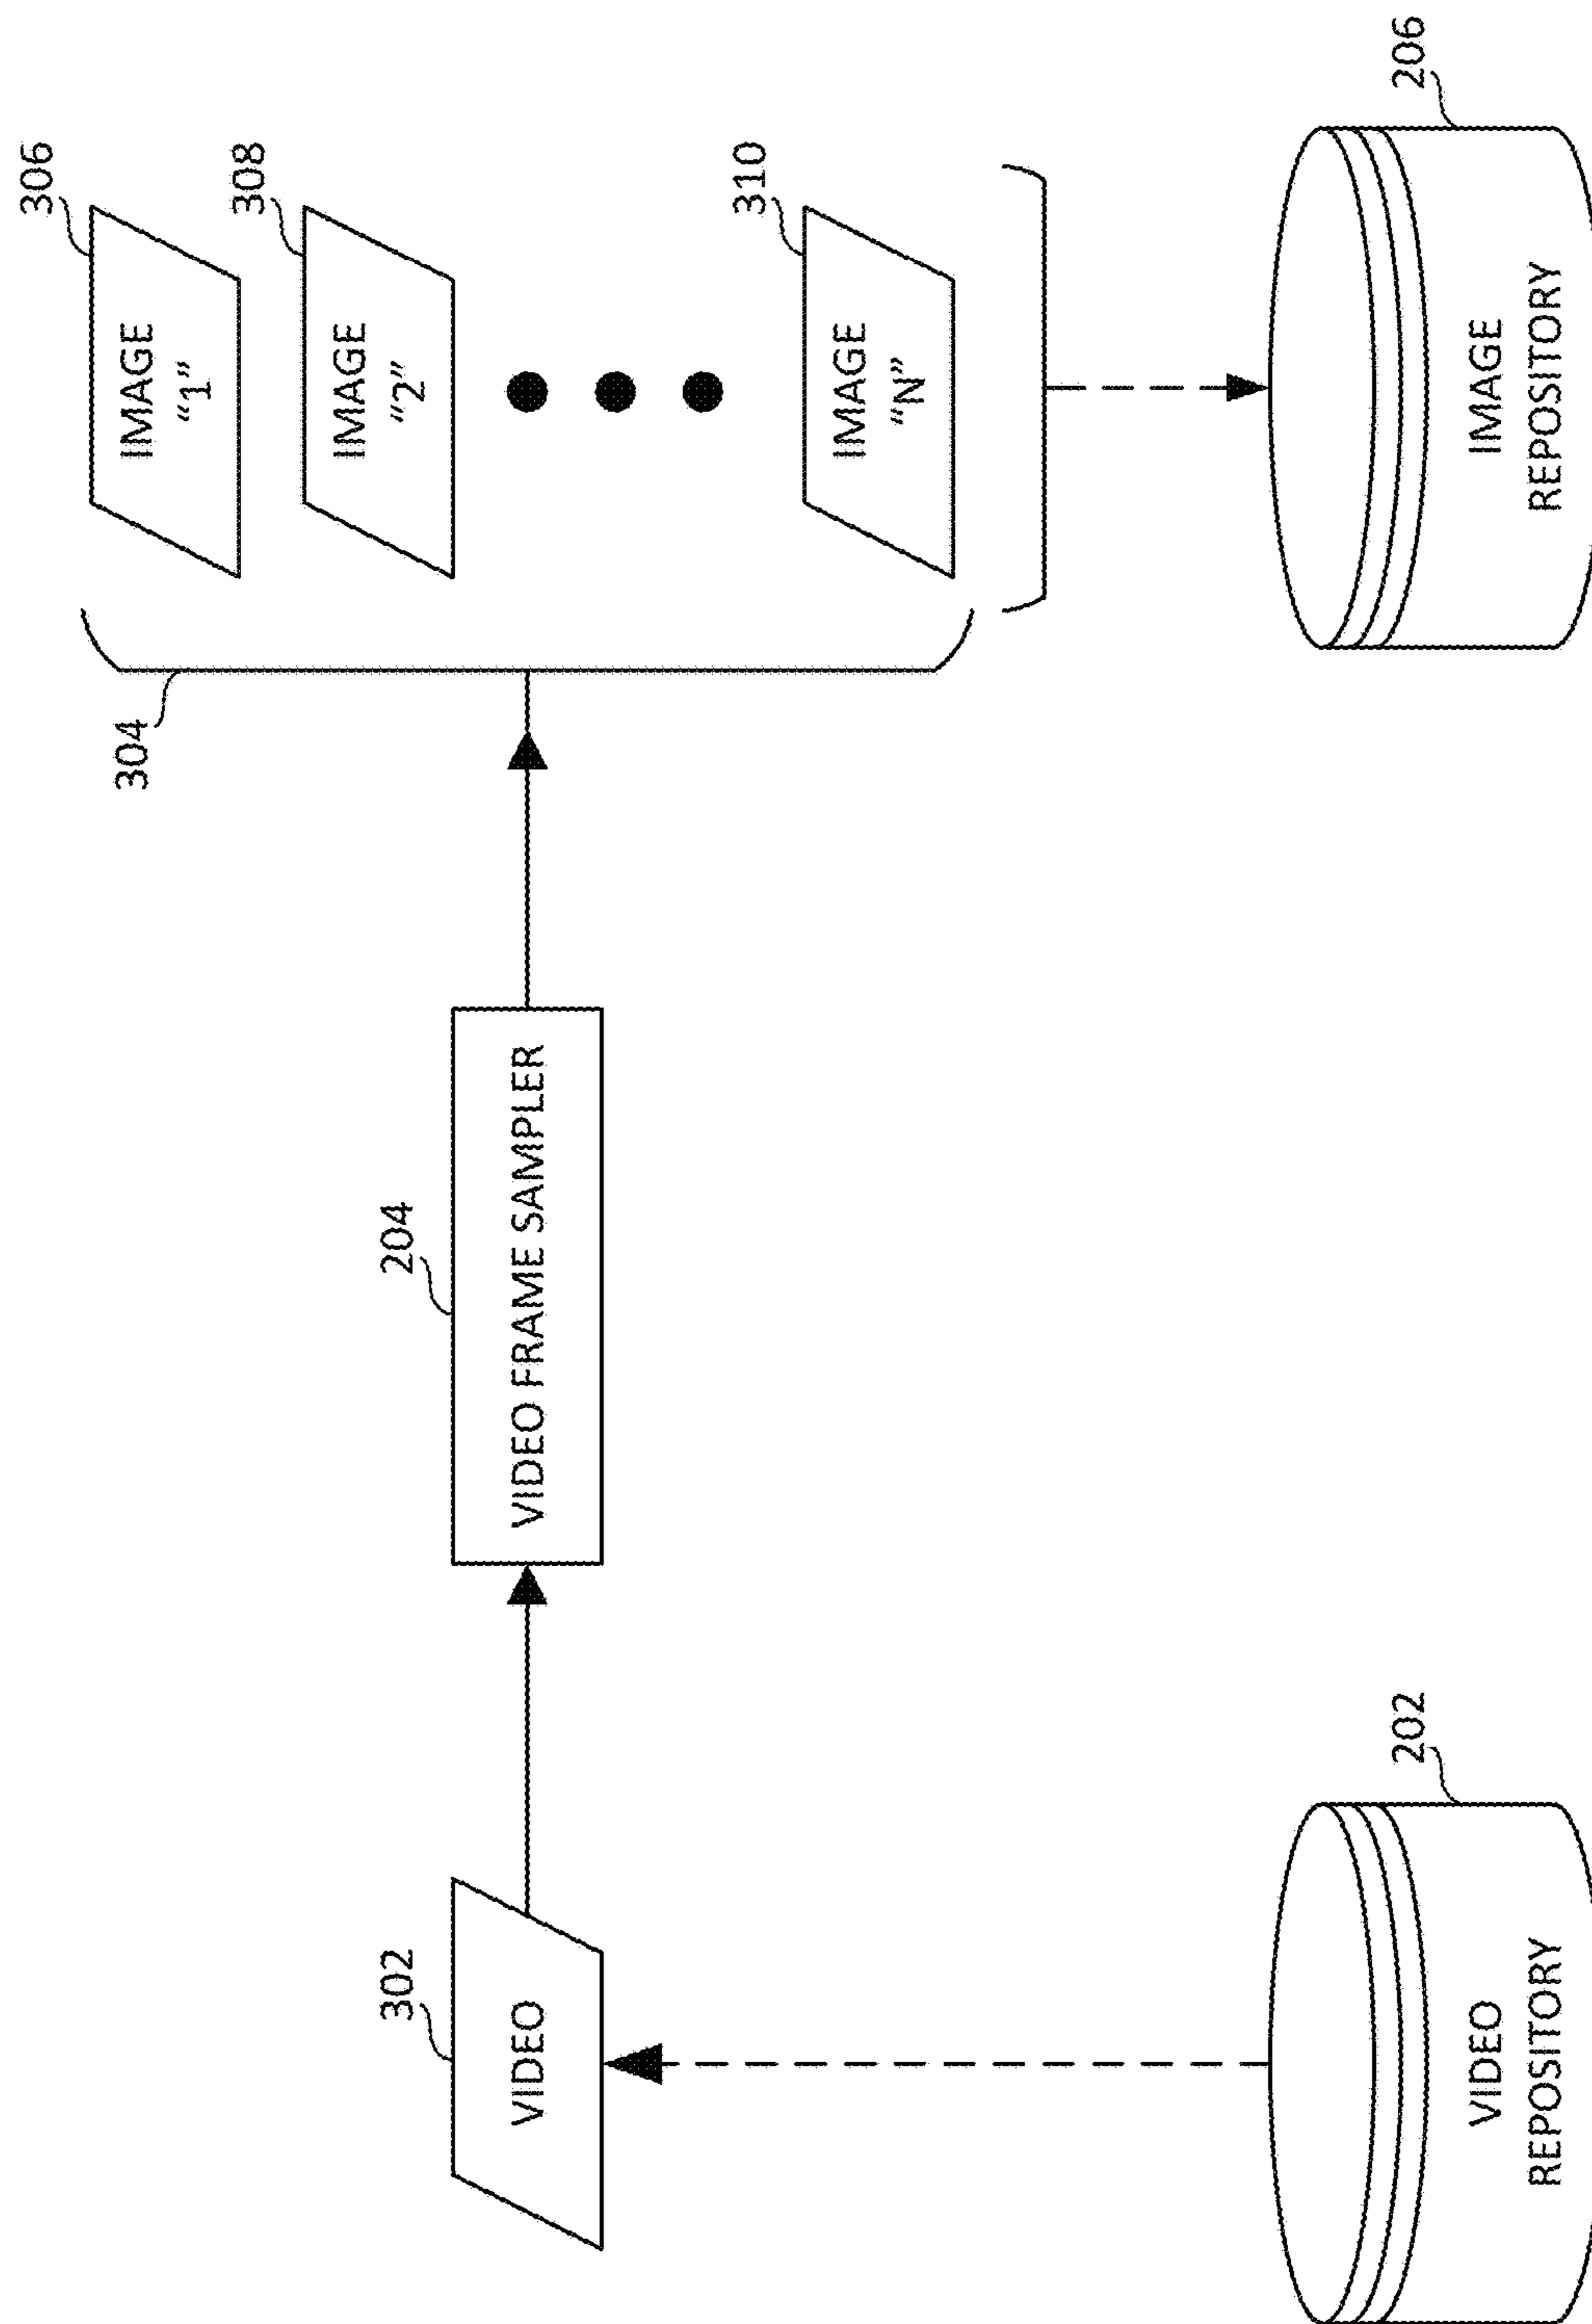 302
VIDEO
204
VIDEO FRAME SAMPLER
304
306
IMAGE
“1”
308
IMAGE
“2”
310
IMAGE
“N”
202
VIDEO
REPOSITORY
206
IMAGE
REPOSITORY